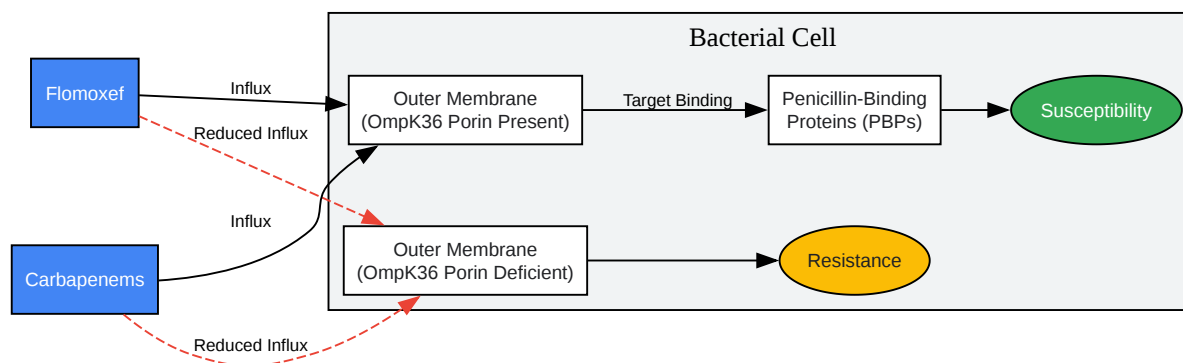 Bacterial Cell
Flomoxef
Influx
Outer Membrane
(OmpK36 Porin Present)
Target Binding
Penicillin-Binding
Proteins (PBPs)
Susceptibility
Reduced Influx
Influx
Carbapenems
Outer Membrane
(OmpK36 Porin Deficient)
Resistance
Reduced Influx